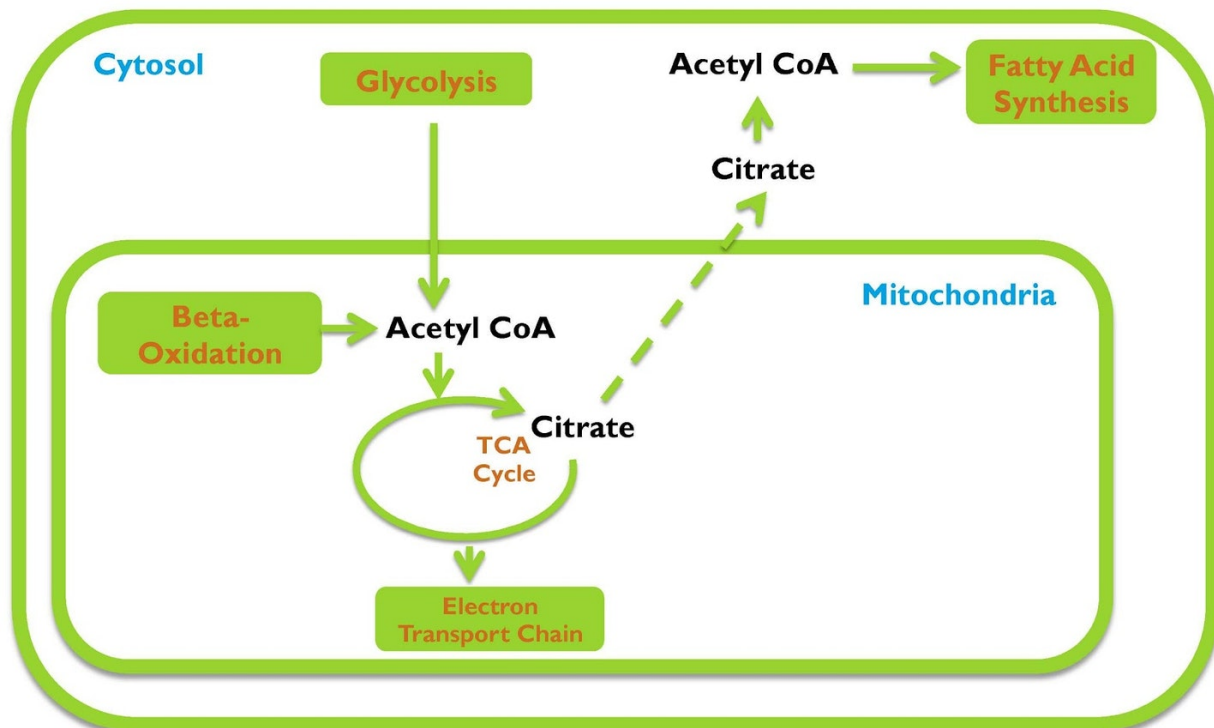 Cytosol
Glycolysis
Acetyl CoA
Fatty Acid
Synthesis
Citrate
Mitochondria
Beta-
Oxidation
Acetyl CoA
Citrate
TCA
Cycle
Electron
Transport Chain